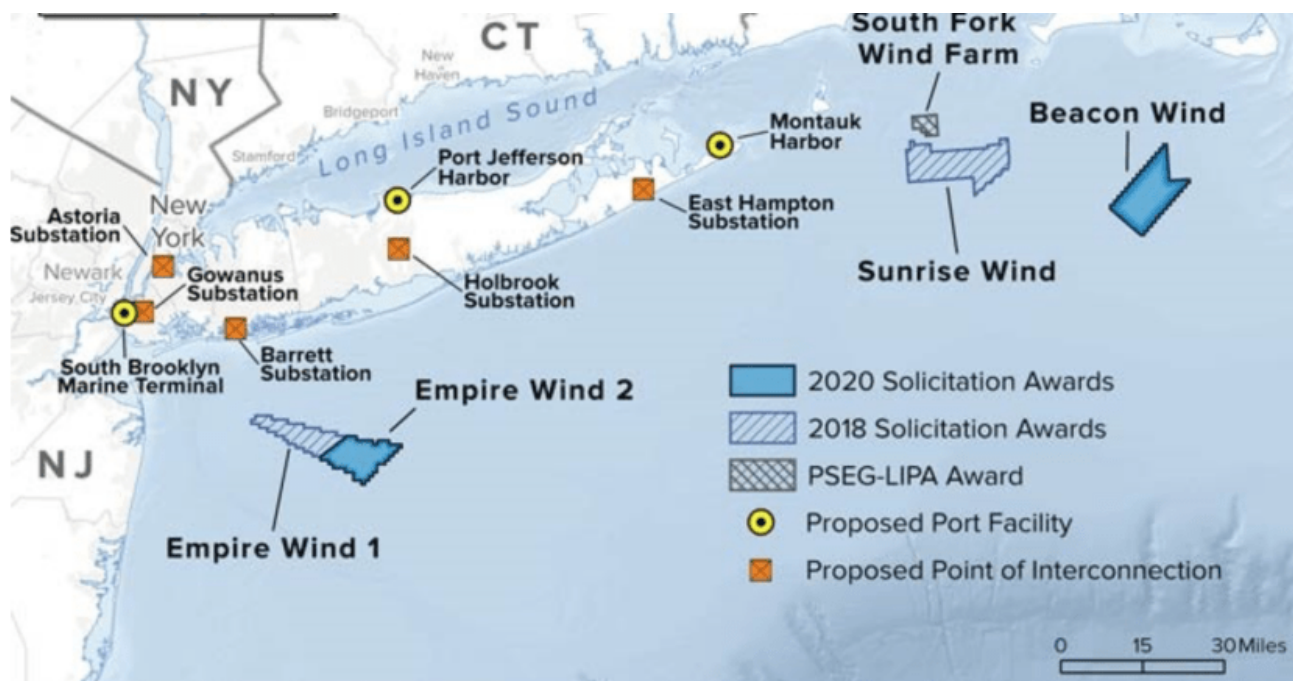 South Fork
Wind Farm
CT
New
Haven
NY
Bridgeport
Long Island Sound
Beacon Wind
Montauk
Harbor
Stamford
Port Jefferson
Harbor
New
York
Astoria
Substation
East Hampton
Substation
Newark
Jersey City
Gowanus
Substation
Holbrook
Substation
Sunrise Wind
South Brooklyn
Marine Terminal
Barrett
Substation
Empire Wind 2
NJ
Empire Wind 1
2020 Solicitation Awards
2018 Solicitation Awards
PSEG-LIPA Award
Proposed Port Facility
Proposed Point of Interconnection
0 15 30 Miles